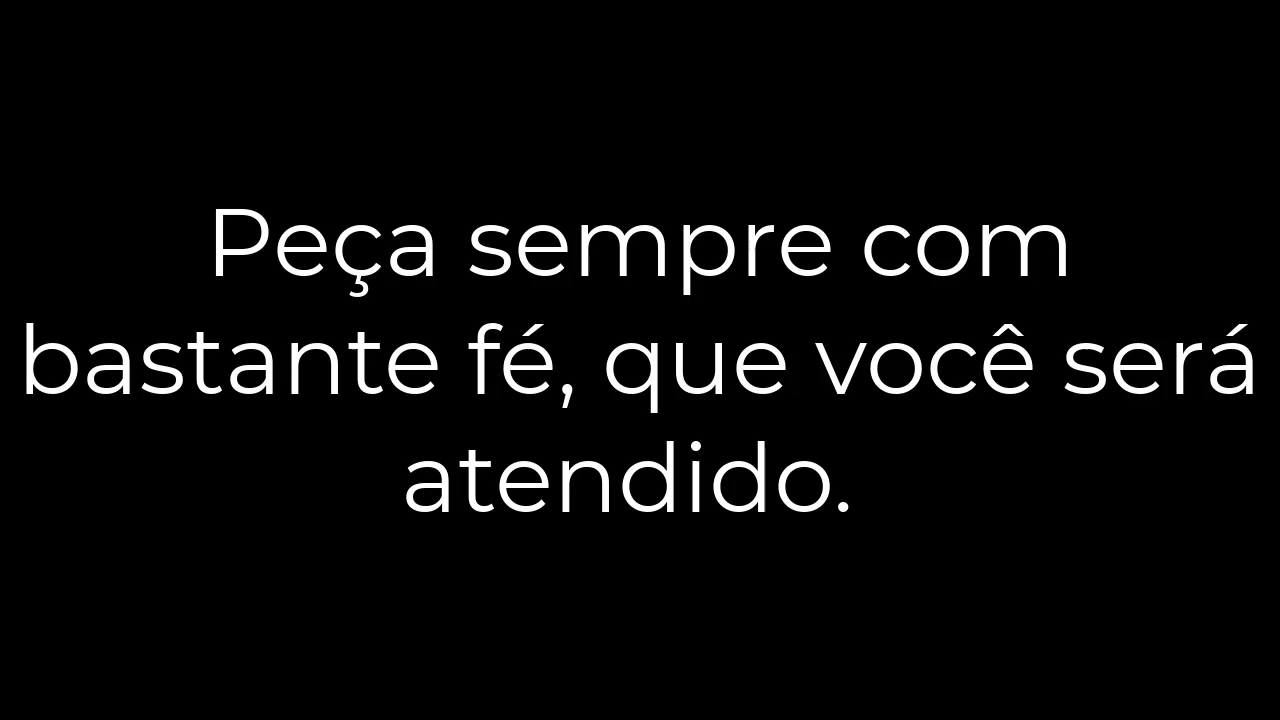 Peça sempre com
bastante fé, que você será
atendido.